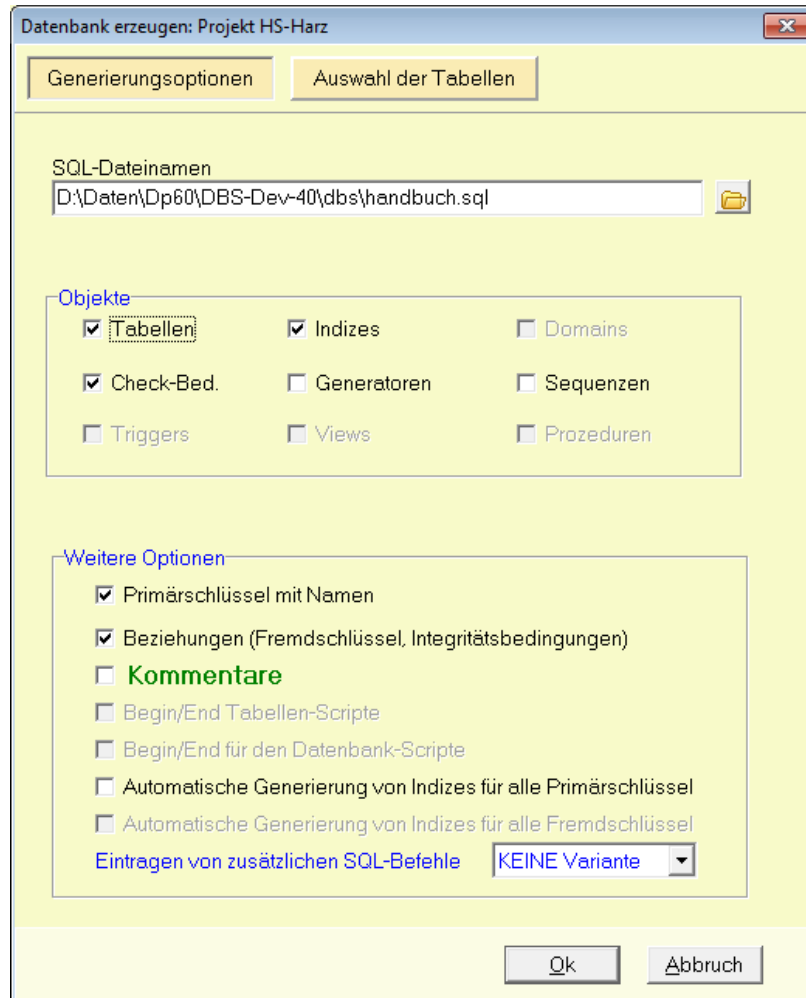 Datenbank erzeugen: Projekt HS-Harz
Generierungsoptionen Auswahl der Tabellen
SQL-Dateinamen
D:\Daten\Dp60\DBS-Dev-40\dbs\handbuch.sql
Objekte
Tabellen Indizes Domains
Check-Bed. Generatoren Sequenzen
Triggers Views Prozeduren
Weitere Optionen
Primärschlüssel mit Namen
Beziehungen (Fremdschlüssel, Integritätsbedingungen)
Kommentare
Begin/End Tabellen-Scripte
Begin/End für den Datenbank-Scripte
Automatische Generierung von Indizes für alle Primärschlüssel
Automatische Generierung von Indizes für alle Fremdschlüssel
Eintragen von zusätzlichen SQL-Befehle KEINE Variante
Ok Abbruch